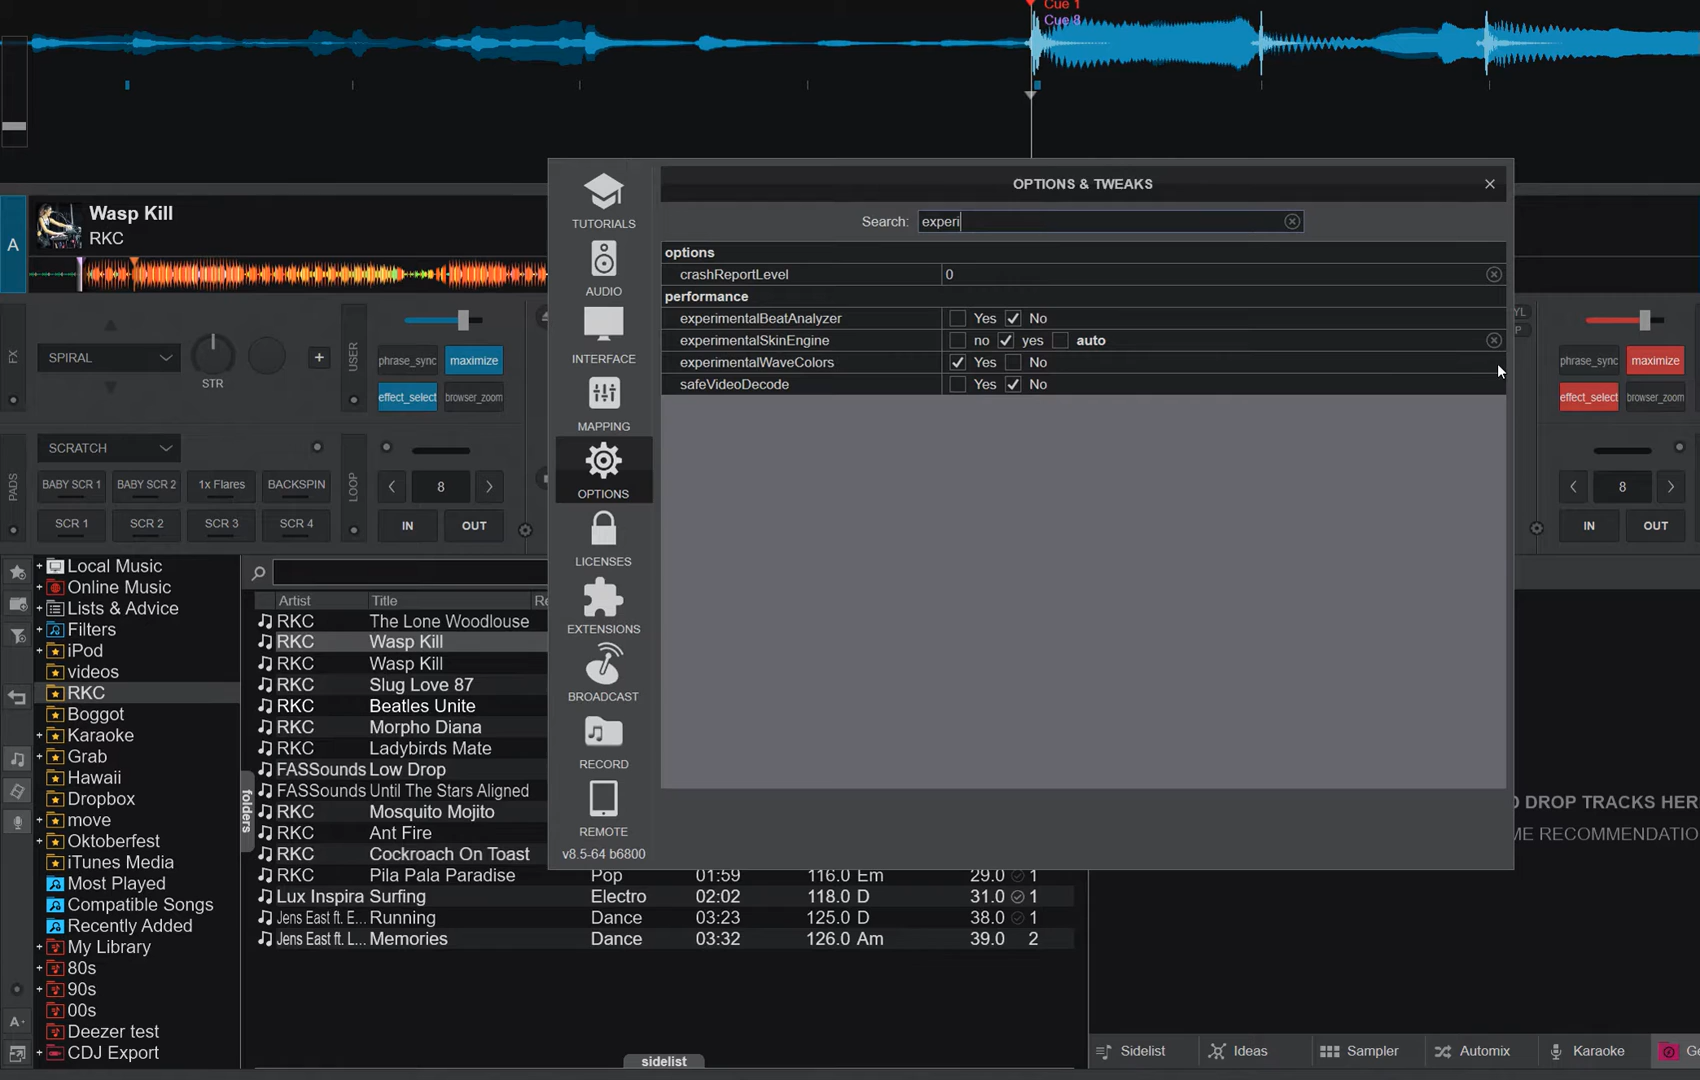 Cue 1
Cue 8
A
Wasp Kill
RKC
FX
SPIRAL
STR
+
USER
phrase_sync
maximize
effect_select
browser_zoom
PADS
SCRATCH
BABY SCR 1
BABY SCR 2
1x Flares
BACKSPIN
SCR 1
SCR 2
SCR 3
SCR 4
LOOP
8
IN
OUT
TUTORIALS
AUDIO
INTERFACE
MAPPING
OPTIONS
LICENSES
EXTENSIONS
BROADCAST
RECORD
REMOTE
v8.5-64 b6800
OPTIONS & TWEAKS
Search: experi
options
crashReportLevel 0
performance
experimentalBeatAnalyzer Yes No
experimentalSkinEngine no yes auto
experimentalWaveColors Yes No
safeVideoDecode Yes No
YL
P
phrase_sync
maximize
effect_select
browser_zoom
8
IN
OUT
Local Music
Online Music
Lists & Advice
Filters
iPod
videos
RKC
Boggot
Karaoke
Grab
Hawaii
Dropbox
move
Oktoberfest
iTunes Media
Most Played
Compatible Songs
Recently Added
My Library
80s
90s
00s
Deezer test
CDJ Export
folders
Artist Title Re
RKC The Lone Woodlouse
RKC Wasp Kill
RKC Wasp Kill
RKC Slug Love 87
RKC Beatles Unite
RKC Morpho Diana
RKC Ladybirds Mate
FASSounds Low Drop
FASSounds Until The Stars Aligned
RKC Mosquito Mojito
RKC Ant Fire
RKC Cockroach On Toast
RKC Pila Pala Paradise Pop 01:59 116.0 Em 29.0 1
Lux Inspira Surfing Electro 02:02 118.0 D 31.0 1
Jens East ft. E... Running Dance 03:23 125.0 D 38.0 1
Jens East ft. L... Memories Dance 03:32 126.0 Am 39.0 2
sidelist
D DROP TRACKS HER
ME RECOMMENDATIO
Sidelist
Ideas
Sampler
Automix
Karaoke
Ge